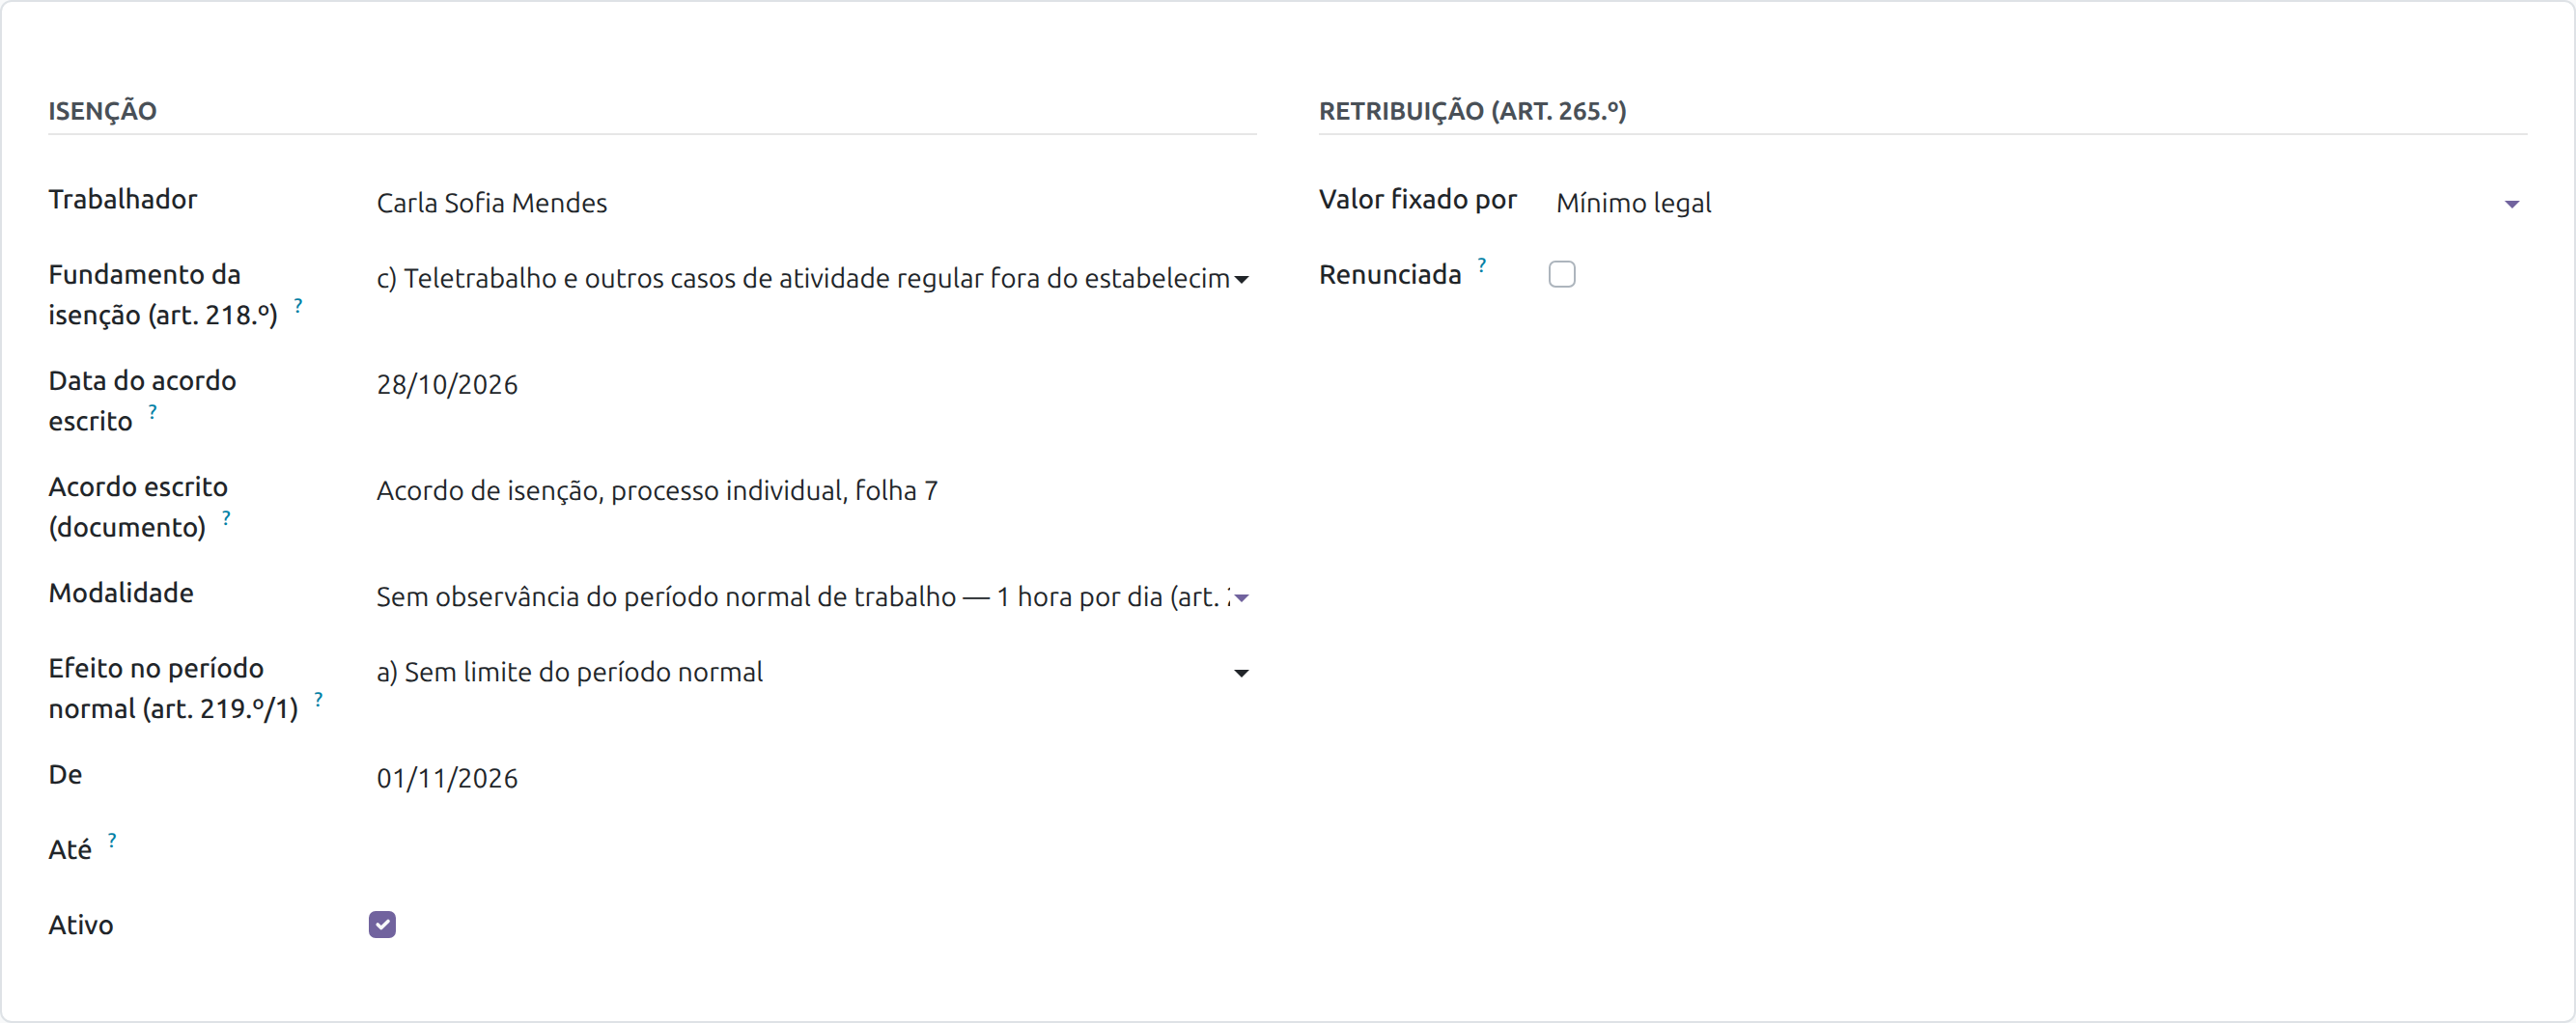 ISENÇÃO
Trabalhador
Carla Sofia Mendes
Fundamento da
isenção (art. 218.º) ?
c) Teletrabalho e outros casos de atividade regular fora do estabelecim
Data do acordo
escrito ?
28/10/2026
Acordo escrito
(documento) ?
Acordo de isenção, processo individual, folha 7
Modalidade
Sem observância do período normal de trabalho — 1 hora por dia (art.
Efeito no período
normal (art. 219.º/1) ?
a) Sem limite do período normal
De
01/11/2026
Até ?
Ativo
RETRIBUIÇÃO (ART. 265.º)
Valor fixado por
Mínimo legal
Renunciada ?